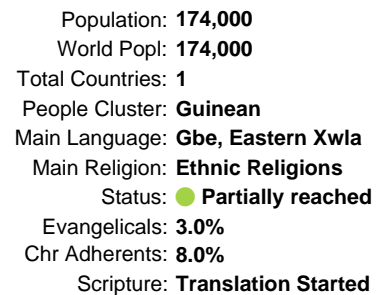 Population: 174,000
World Popl: 174,000
Total Countries: 1
People Cluster: Guinean
Main Language: Gbe, Eastern Xwla
Main Religion: Ethnic Religions
Status: Partially reached
Evangelicals: 3.0%
Chr Adherents: 8.0%
Scripture: Translation Started